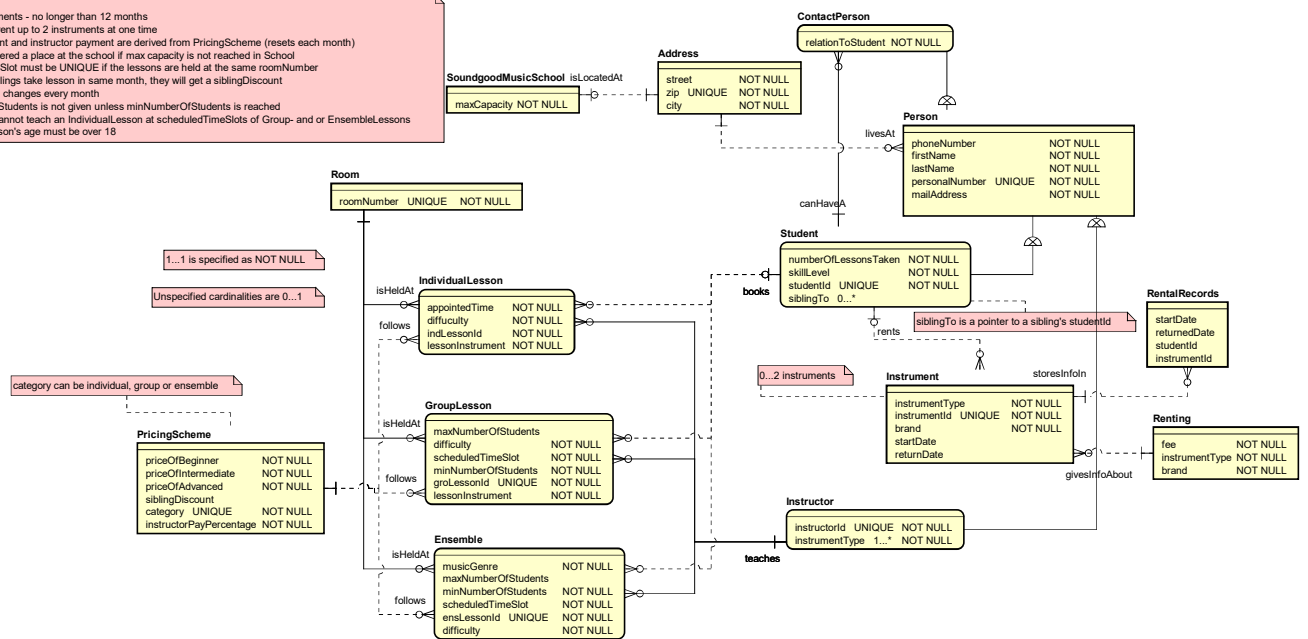 ents - no longer than 12 months
ent up to 2 instruments at one time
nt and instructor payment are derived from PricingScheme (resets each month)
ered a place at the school if max capacity is not reached in School
Slot must be UNIQUE if the lessons are held at the same roomNumber
lings take lesson in same month, they will get a siblingDiscount
changes every month
Students is not given unless minNumberOfStudents is reached
annot teach an IndividualLesson at scheduledTimeSlots of Group- and or EnsembleLessons
son's age must be over 18
ContactPerson
relationToStudent NOT NULL
SoundgoodMusicSchool
maxCapacity NOT NULL
isLocatedAt
Address
street NOT NULL
zip UNIQUE NOT NULL
city NOT NULL
livesAt
Person
phoneNumber NOT NULL
firstName NOT NULL
lastName NOT NULL
personalNumber UNIQUE NOT NULL
mailAddress NOT NULL
Room
roomNumber UNIQUE NOT NULL
canHaveA
1...1 is specified as NOT NULL
Unspecified cardinalities are 0...1
Student
numberOfLessonsTaken NOT NULL
skillLevel NOT NULL
studentId UNIQUE NOT NULL
siblingTo 0...*
books
siblingTo is a pointer to a sibling's studentId
rents
isHeldAt
follows
IndividualLesson
appointedTime NOT NULL
diffuculty NOT NULL
indLessonId NOT NULL
lessonInstrument NOT NULL
RentalRecords
startDate
returnedDate
studentId
instrumentId
storesInfoIn
0...2 instruments
category can be individual, group or ensemble
Instrument
instrumentType NOT NULL
instrumentId UNIQUE NOT NULL
brand NOT NULL
startDate
returnDate
Renting
fee NOT NULL
instrumentType NOT NULL
brand NOT NULL
givesInfoAbout
isHeldAt
follows
GroupLesson
maxNumberOfStudents
difficulty NOT NULL
scheduledTimeSlot NOT NULL
minNumberOfStudents NOT NULL
groLessonId UNIQUE NOT NULL
lessonInstrument NOT NULL
PricingScheme
priceOfBeginner NOT NULL
priceOfIntermediate NOT NULL
priceOfAdvanced NOT NULL
siblingDiscount
category UNIQUE NOT NULL
instructorPayPercentage NOT NULL
Instructor
instructorId UNIQUE NOT NULL
instrumentType 1...* NOT NULL
teaches
isHeldAt
follows
Ensemble
musicGenre NOT NULL
maxNumberOfStudents
minNumberOfStudents NOT NULL
scheduledTimeSlot NOT NULL
ensLessonId UNIQUE NOT NULL
difficulty NOT NULL